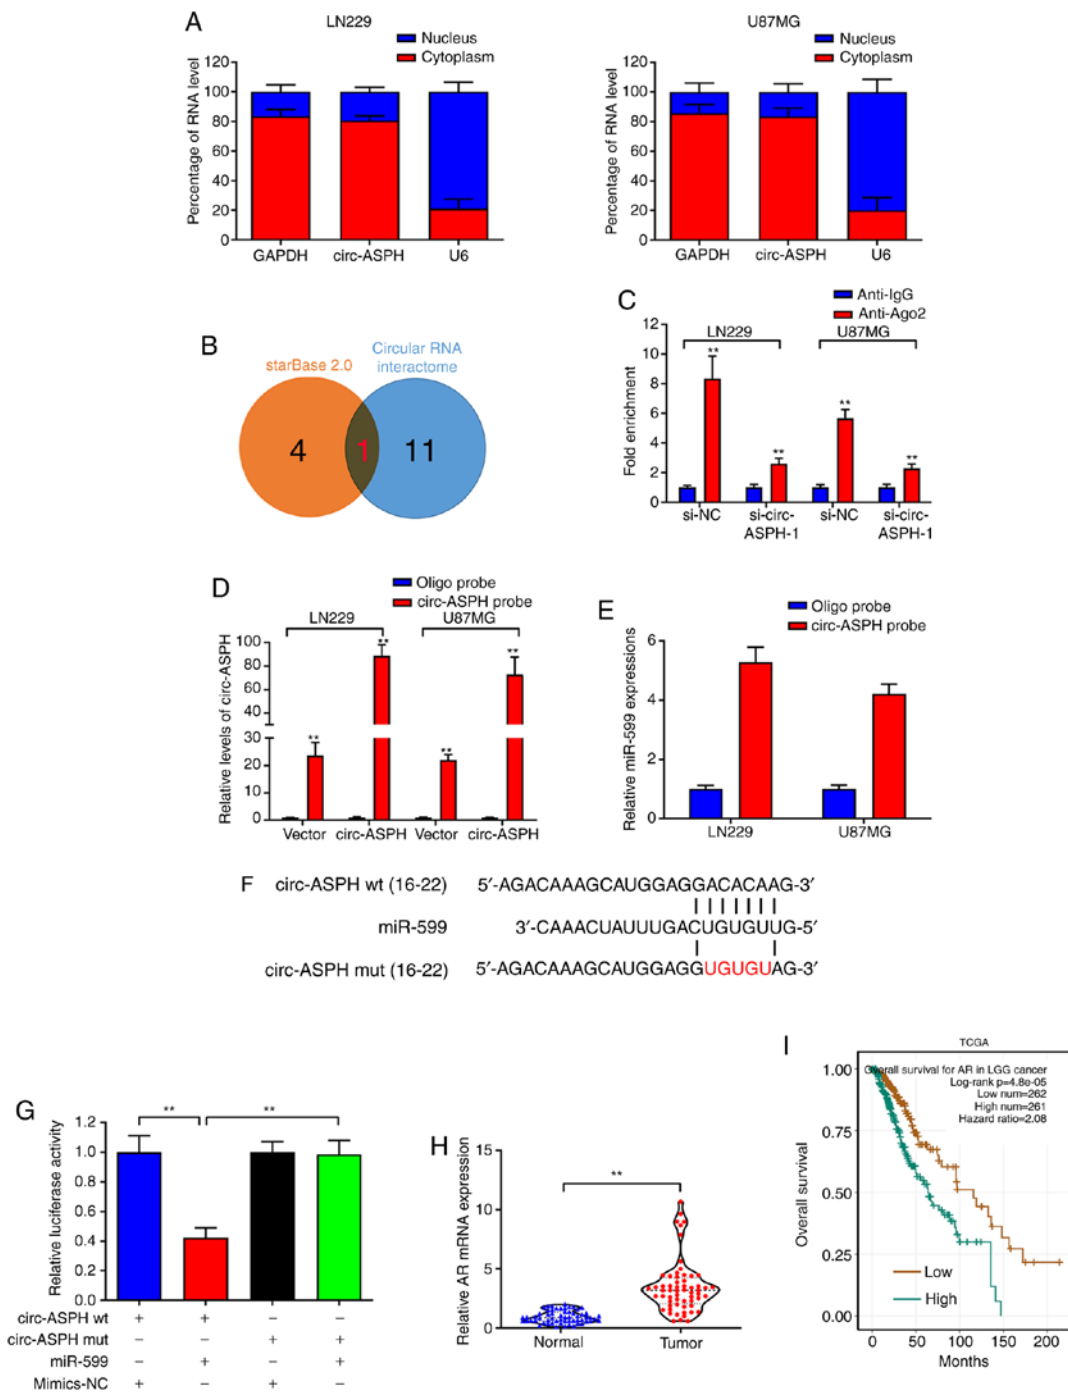 A
LN229
Nucleus
Cytoplasm
Percentage of RNA level
120
100
80
60
40
20
0
GAPDH
circ-ASPH
U6
U87MG
Nucleus
Cytoplasm
Percentage of RNA level
120
100
80
60
40
20
0
GAPDH
circ-ASPH
U6
B
starBase 2.0
Circular RNA
interactome
4
1
11
C
Anti-IgG
Anti-Ago2
LN229
U87MG
Fold enrichment
12
10
8
6
4
2
0
**
**
**
**
si-NC
si-circ-
ASPH-1
si-NC
si-circ-
ASPH-1
D
Oligo probe
circ-ASPH probe
LN229
U87MG
Relative levels of circ-ASPH
100
80
60
40
30
20
10
0
**
**
**
**
Vector
circ-ASPH
Vector
circ-ASPH
E
Oligo probe
circ-ASPH probe
Relative miR-599 expressions
6
4
2
0
LN229
U87MG
F
circ-ASPH wt (16-22) 5′-AGACAAAGCAUGGAGGACACAAG-3′
miR-599 3′-CAAACUAUUUGACUGUGUUG-5′
circ-ASPH mut (16-22) 5′-AGACAAAGCAUGGAGGUGUGUAG-3′
G
Relative luciferase activity
1.2
1.0
0.8
0.6
0.4
0.2
0
**
**
circ-ASPH wt + + – –
circ-ASPH mut – – + +
miR-599 – + – +
Mimics-NC + – + –
H
Relative AR mRNA expression
15
10
5
0
**
Normal
Tumor
I
TCGA
Overall survival for AR in LGG cancer
Log-rank p=4.8e-05
Low num=262
High num=261
Hazard ratio=2.08
Overall survival
1.00
0.75
0.50
0.25
0.00
Low
High
0 50 100 150 200
Months